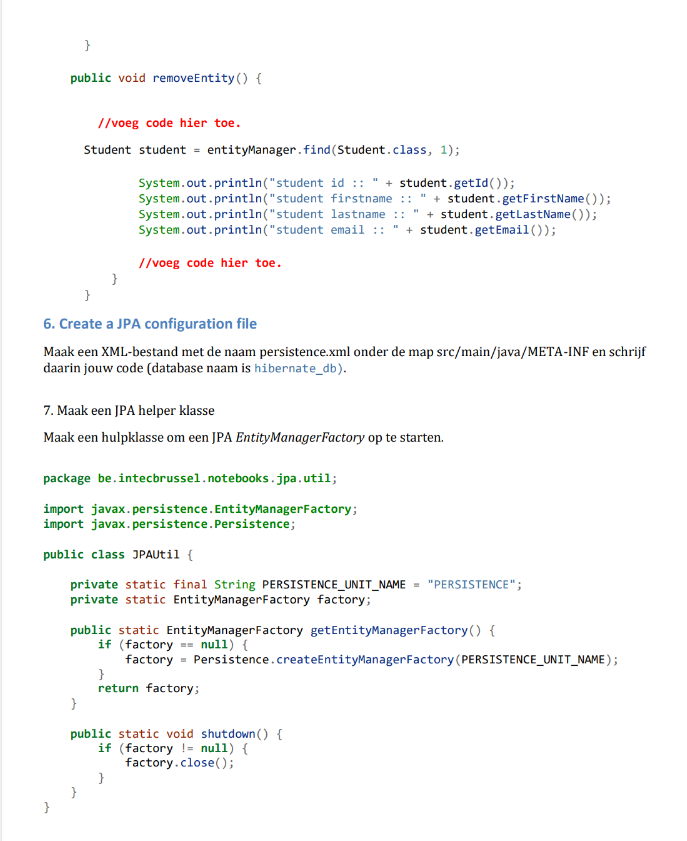 }
public void removeEntity() {
//voeg code hier toe.
Student student = entityManager.find(Student.class, 1);
System.out.println("student id :: " + student.getId());
System.out.println("student firstname :: " + student.getFirstName());
System.out.println("student lastname :: " + student.getLastName());
System.out.println("student email :: " + student.getEmail());
//voeg code hier toe.
}
}
6. Create a JPA configuration file
Maak een XML-bestand met de naam persistence.xml onder de map src/main/java/META-INF en schrijf
daarin jouw code (database naam is hibernate_db).
7. Maak een JPA helper klasse
Maak een hulpklasse om een JPA EntityManagerFactory op te starten.
package be.intecbrussel.notebooks.jpa.util;
import javax.persistence.EntityManagerFactory;
import javax.persistence.Persistence;
public class JPAUtil {
private static final String PERSISTENCE_UNIT_NAME = "PERSISTENCE";
private static EntityManagerFactory factory;
public static EntityManagerFactory getEntityManagerFactory() {
if (factory == null) {
factory = Persistence.createEntityManagerFactory(PERSISTENCE_UNIT_NAME);
}
return factory;
}
public static void shutdown() {
if (factory != null) {
factory.close();
}
}
}